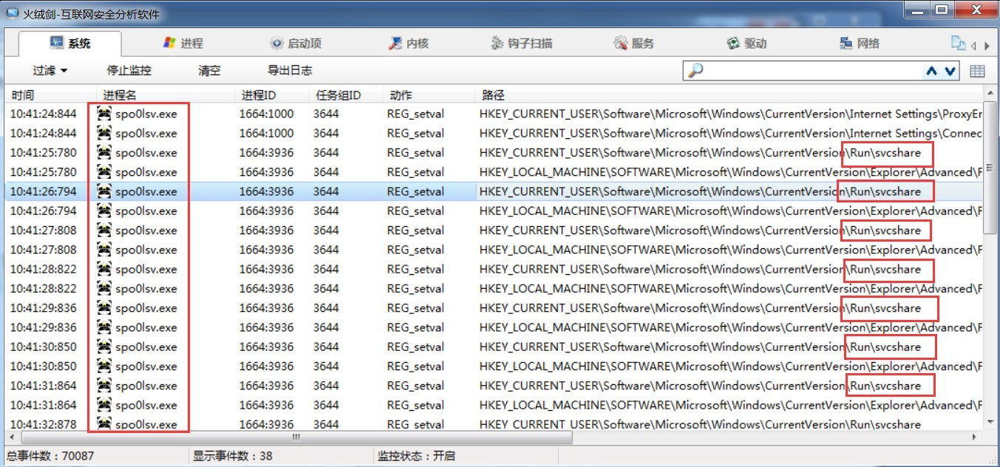 火绒剑-互联网安全分析软件
系统 进程 启动项 内核 钩子扫描 服务 驱动 网络
过滤 停止监控 清空 导出日志
时间 进程名 进程ID 任务组ID 动作 路径
10:41:24:844 spo0lsv.exe 1664:1000 3644 REG_setval HKEY_CURRENT_USER\Software\Microsoft\Windows\CurrentVersion\Internet Settings\ProxyEr
10:41:24:844 spo0lsv.exe 1664:1000 3644 REG_setval HKEY_CURRENT_USER\Software\Microsoft\Windows\CurrentVersion\Internet Settings\Connec
10:41:25:780 spo0lsv.exe 1664:3936 3644 REG_setval HKEY_CURRENT_USER\Software\Microsoft\Windows\CurrentVersion\Run\svcshare
10:41:25:780 spo0lsv.exe 1664:3936 3644 REG_setval HKEY_LOCAL_MACHINE\SOFTWARE\Microsoft\Windows\CurrentVersion\Explorer\Advanced\F
10:41:26:794 spo0lsv.exe 1664:3936 3644 REG_setval HKEY_CURRENT_USER\Software\Microsoft\Windows\CurrentVersion\Run\svcshare
10:41:26:794 spo0lsv.exe 1664:3936 3644 REG_setval HKEY_LOCAL_MACHINE\SOFTWARE\Microsoft\Windows\CurrentVersion\Explorer\Advanced\F
10:41:27:808 spo0lsv.exe 1664:3936 3644 REG_setval HKEY_CURRENT_USER\Software\Microsoft\Windows\CurrentVersion\Run\svcshare
10:41:27:808 spo0lsv.exe 1664:3936 3644 REG_setval HKEY_LOCAL_MACHINE\SOFTWARE\Microsoft\Windows\CurrentVersion\Explorer\Advanced\F
10:41:28:822 spo0lsv.exe 1664:3936 3644 REG_setval HKEY_CURRENT_USER\Software\Microsoft\Windows\CurrentVersion\Run\svcshare
10:41:28:822 spo0lsv.exe 1664:3936 3644 REG_setval HKEY_LOCAL_MACHINE\SOFTWARE\Microsoft\Windows\CurrentVersion\Explorer\Advanced\F
10:41:29:836 spo0lsv.exe 1664:3936 3644 REG_setval HKEY_CURRENT_USER\Software\Microsoft\Windows\CurrentVersion\Run\svcshare
10:41:29:836 spo0lsv.exe 1664:3936 3644 REG_setval HKEY_LOCAL_MACHINE\SOFTWARE\Microsoft\Windows\CurrentVersion\Explorer\Advanced\F
10:41:30:850 spo0lsv.exe 1664:3936 3644 REG_setval HKEY_CURRENT_USER\Software\Microsoft\Windows\CurrentVersion\Run\svcshare
10:41:30:850 spo0lsv.exe 1664:3936 3644 REG_setval HKEY_LOCAL_MACHINE\SOFTWARE\Microsoft\Windows\CurrentVersion\Explorer\Advanced\F
10:41:31:864 spo0lsv.exe 1664:3936 3644 REG_setval HKEY_CURRENT_USER\Software\Microsoft\Windows\CurrentVersion\Run\svcshare
10:41:31:864 spo0lsv.exe 1664:3936 3644 REG_setval HKEY_LOCAL_MACHINE\SOFTWARE\Microsoft\Windows\CurrentVersion\Explorer\Advanced\F
10:41:32:878 spo0lsv.exe 1664:3936 3644 REG_setval HKEY_CURRENT_USER\Software\Microsoft\Windows\CurrentVersion\Run\svcshare
总事件数：70087 显示事件数：38 监控状态：开启